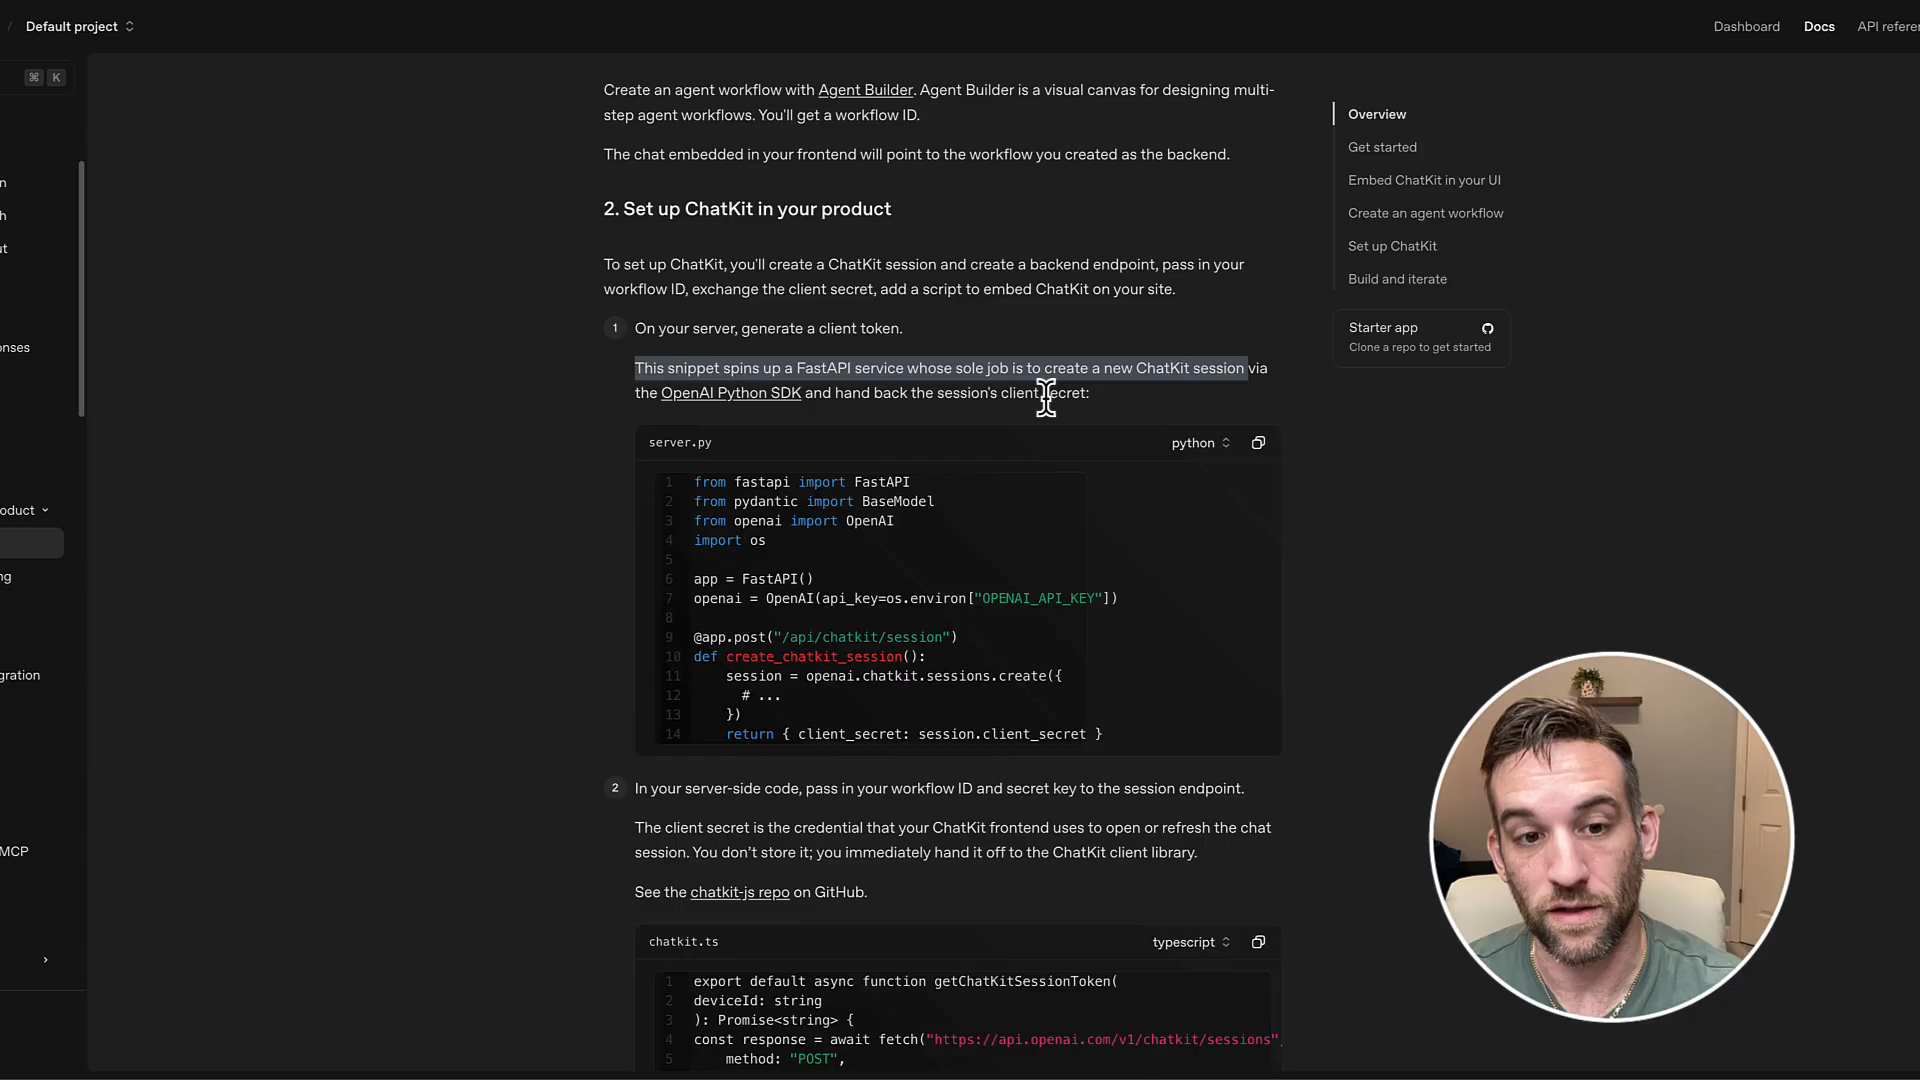 / Default project
Dashboard Docs API referen
⌘ K
Create an agent workflow with Agent Builder. Agent Builder is a visual canvas for designing multi-
step agent workflows. You'll get a workflow ID.
The chat embedded in your frontend will point to the workflow you created as the backend.
2. Set up ChatKit in your product
To set up ChatKit, you'll create a ChatKit session and create a backend endpoint, pass in your
workflow ID, exchange the client secret, add a script to embed ChatKit on your site.
1 On your server, generate a client token.
This snippet spins up a FastAPI service whose sole job is to create a new ChatKit session via
the OpenAI Python SDK and hand back the session's client secret:
server.py python
1 from fastapi import FastAPI
2 from pydantic import BaseModel
3 from openai import OpenAI
4 import os
5
6 app = FastAPI()
7 openai = OpenAI(api_key=os.environ["OPENAI_API_KEY"])
8
9 @app.post("/api/chatkit/session")
10 def create_chatkit_session():
11 session = openai.chatkit.sessions.create({
12 # ...
13 })
14 return { client_secret: session.client_secret }
2 In your server-side code, pass in your workflow ID and secret key to the session endpoint.
The client secret is the credential that your ChatKit frontend uses to open or refresh the chat
session. You don’t store it; you immediately hand it off to the ChatKit client library.
See the chatkit-js repo on GitHub.
chatkit.ts typescript
1 export default async function getChatKitSessionToken(
2 deviceId: string
3 ): Promise<string> {
4 const response = await fetch("https://api.openai.com/v1/chatkit/sessions",
5 method: "POST",
Overview
Get started
Embed ChatKit in your UI
Create an agent workflow
Set up ChatKit
Build and iterate
Starter app
Clone a repo to get started
n
h
ut
onses
oduct
ng
gration
MCP